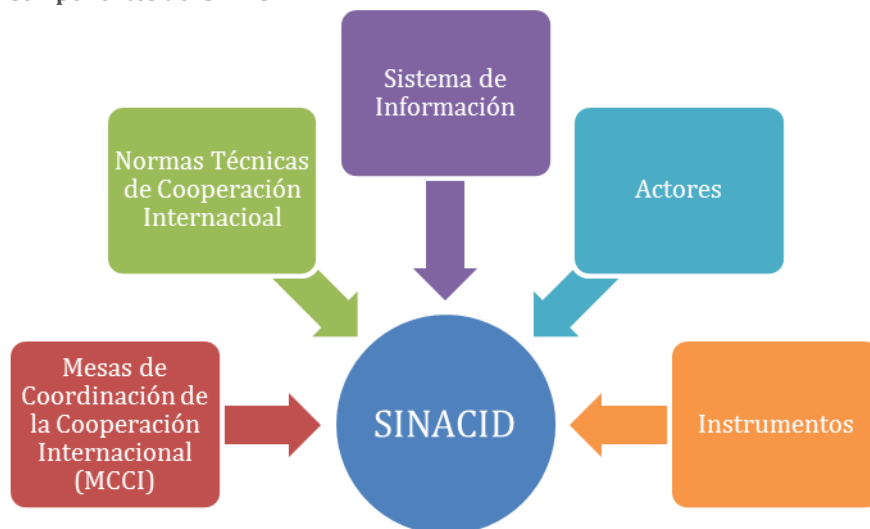 Sistema de
Información
Normas Técnicas
de Cooperación
Internacioal
Actores
Mesas de
Coordinación de
la Cooperación
Internacional
(MCCI)
SINACID
Instrumentos